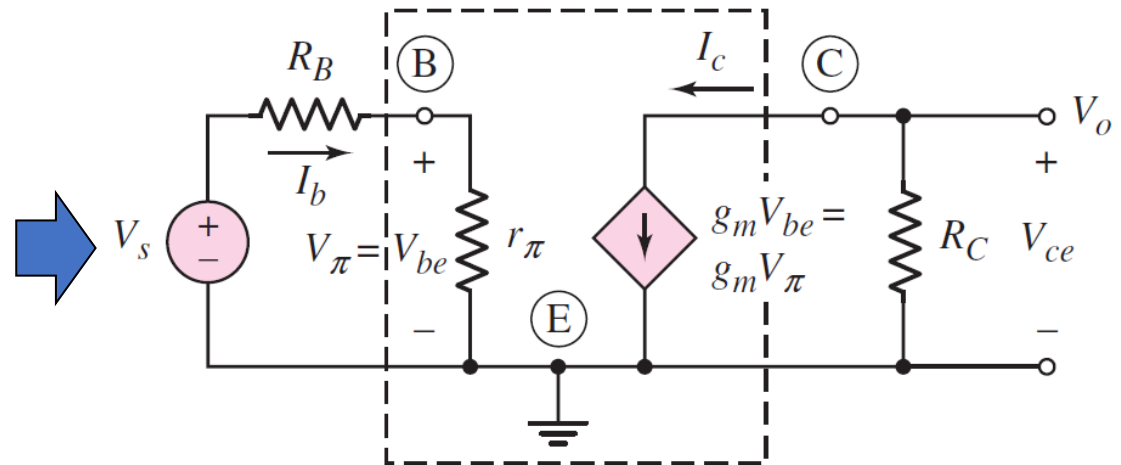 R_B
B
I_c
C
V_o
+
I_b
+
V_s
+
−
V_π = V_be
r_π
g_m V_be =
g_m V_π
R_C
V_ce
−
E
−